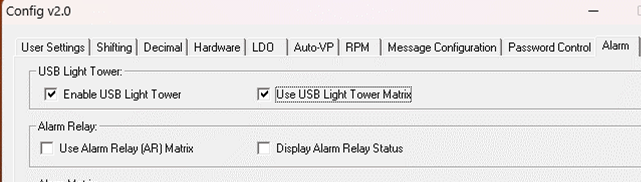 Config v2.0
User Settings Shifting Decimal Hardware LDO Auto-VP RPM Message Configuration Password Control Alarm
USB Light Tower:
Enable USB Light Tower Use USB Light Tower Matrix
Alarm Relay:
Use Alarm Relay (AR) Matrix Display Alarm Relay Status